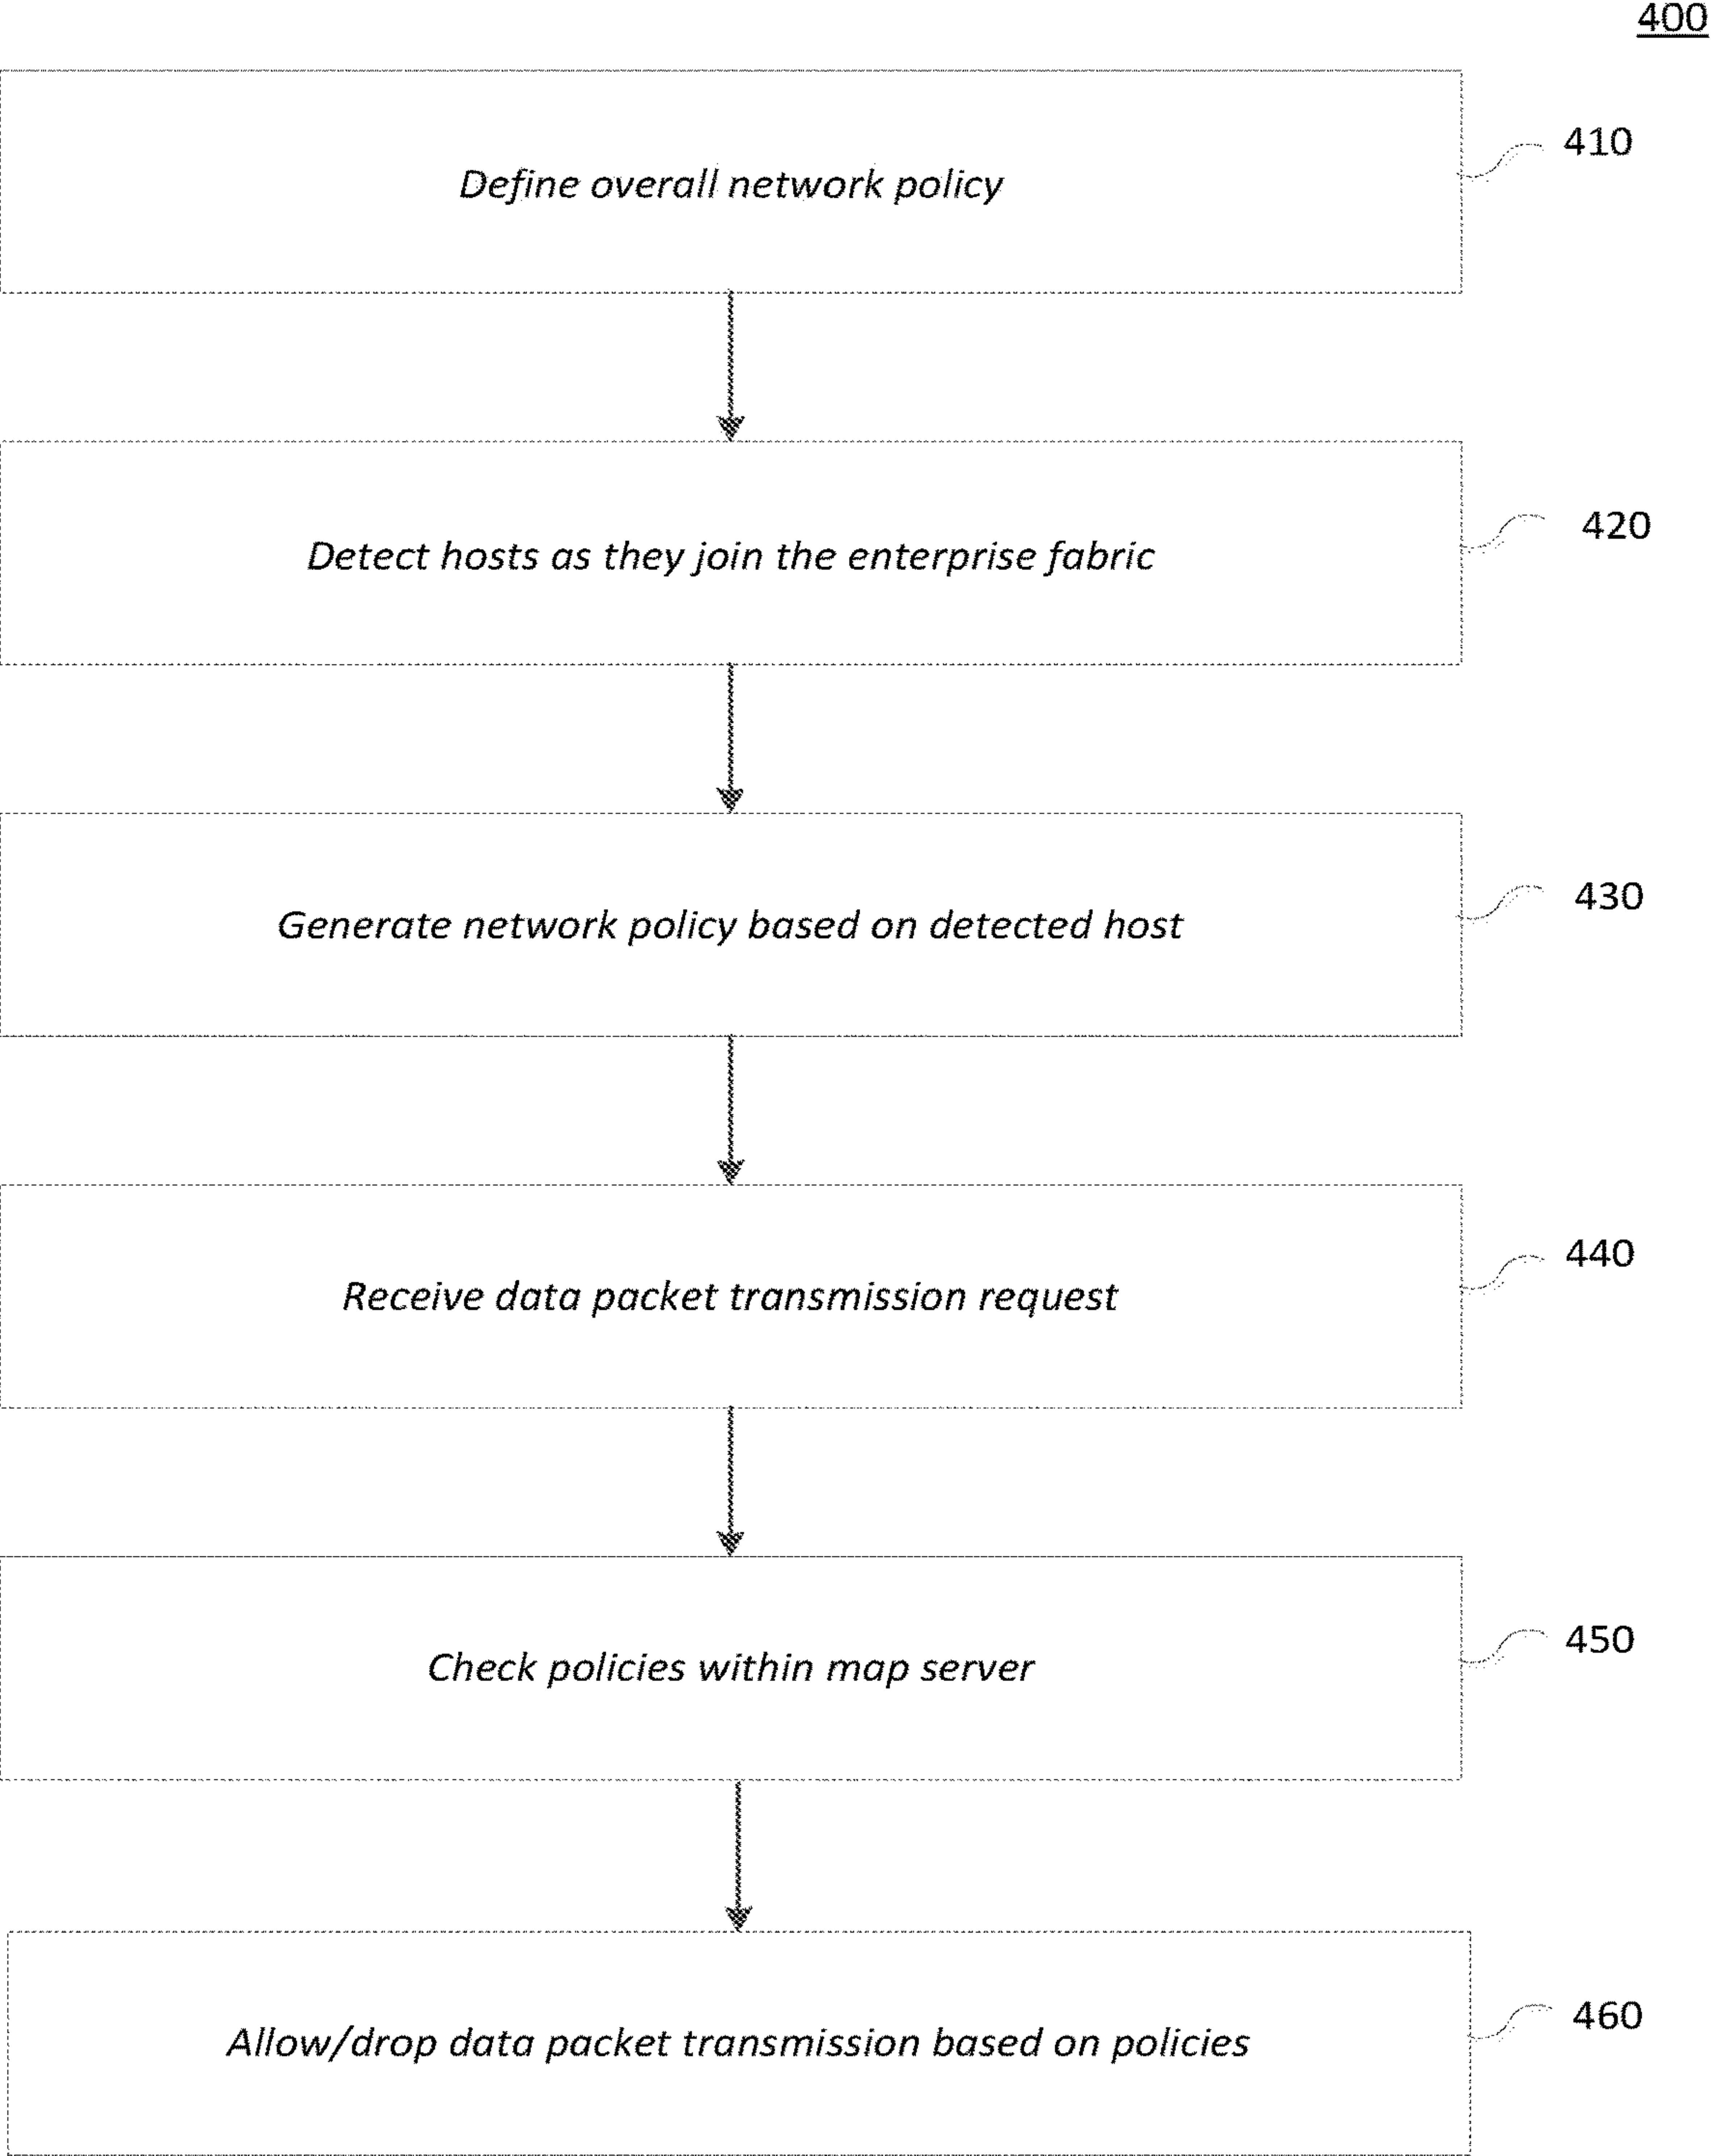 400
Define overall network policy
410
Detect hosts as they join the enterprise fabric
420
Generate network policy based on detected host
430
Receive data packet transmission request
440
Check policies within map server
450
Allow/drop data packet transmission based on policies
460